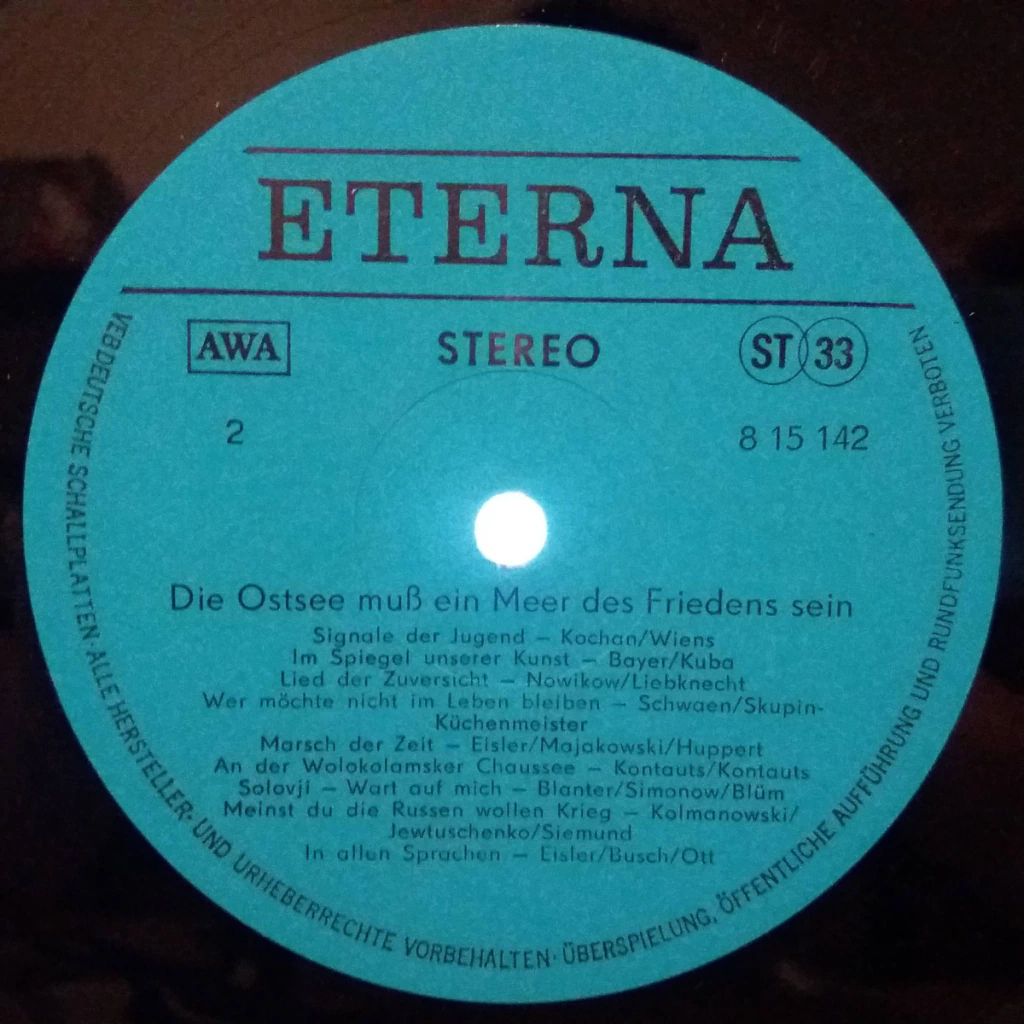 ETERNA
AWA
STEREO
ST 33
2
8 15 142
Die Ostsee muß ein Meer des Friedens sein
Signale der Jugend – Kochan/Wiens
Im Spiegel unserer Kunst – Bayer/Kuba
Lied der Zuversicht – Nowikow/Liebknecht
Wer möchte nicht im Leben bleiben – Schwaen/Skupin-
Küchenmeister
Marsch der Zeit – Eisler/Majakowski/Huppert
An der Wolokolamsker Chaussee – Kontauts/Kontauts
Solovji – Wart auf mich – Blanter/Simonow/Blüm
Meinst du die Russen wollen Krieg – Kolmanowski/
Jewtuschenko/Siemund
In allen Sprachen – Eisler/Busch/Ott
VEB DEUTSCHE SCHALLPLATTEN · ALLE HERSTELLER- UND URHEBERRECHTE VORBEHALTEN · ÜBERSPIELUNG, ÖFFENTLICHE AUFFÜHRUNG UND RUNDFUNKSENDUNG VERBOTEN